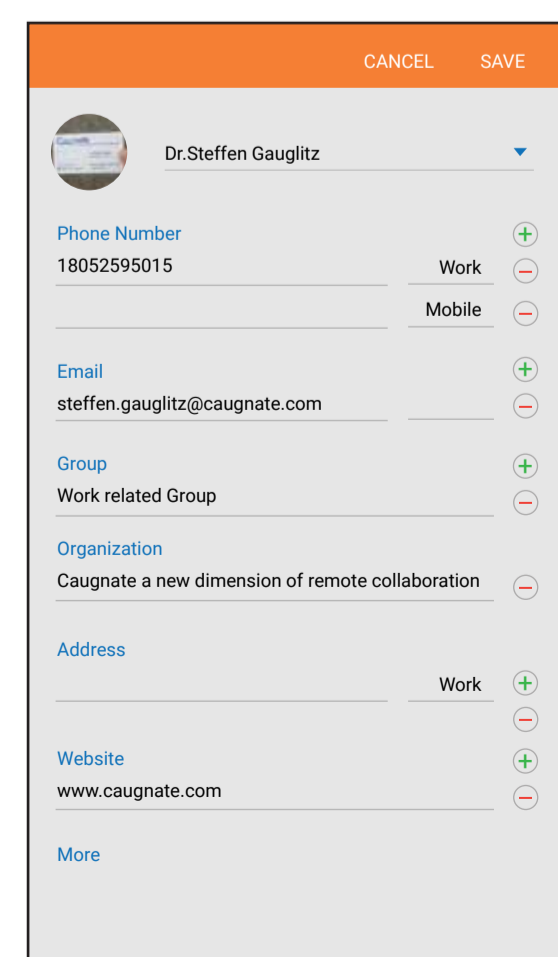 CANCEL SAVE
Dr.Steffen Gauglitz
Phone Number
18052595015 Work
Mobile
Email
steffen.gauglitz@caugnate.com
Group
Work related Group
Organization
Caugnate a new dimension of remote collaboration
Address
Work
Website
www.caugnate.com
More